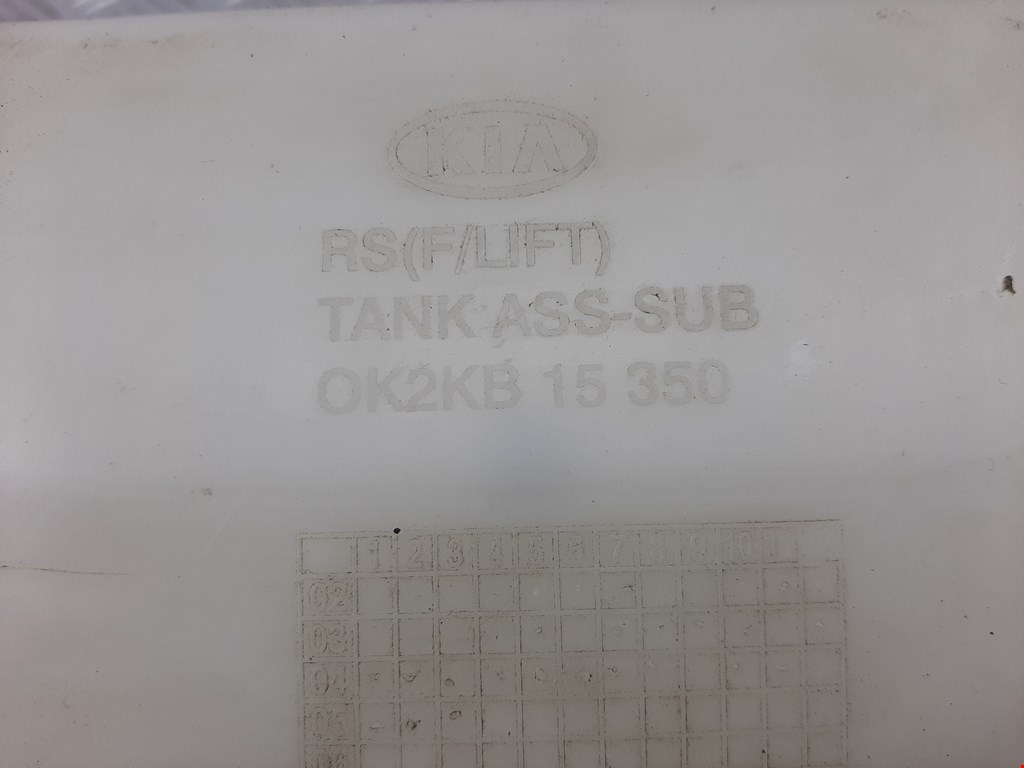 KIA
RS(F/LIFT)
TANK ASS-SUB
OK2KB 15 350
1 2 3 4 5 6 7 8 9 10 11
02
03
04
05